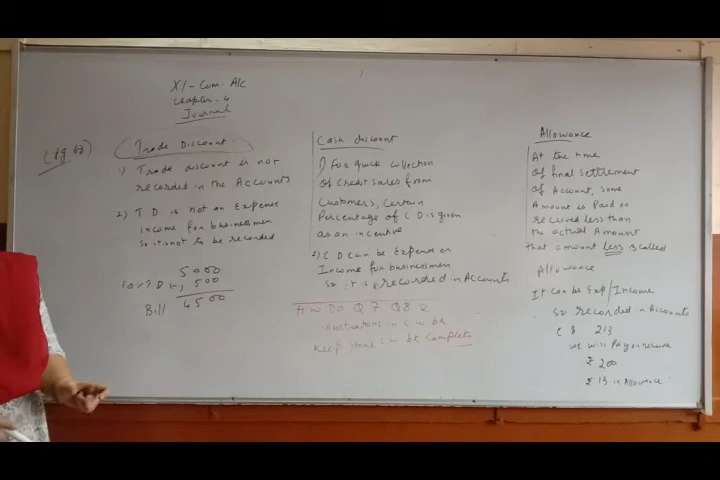 XI - Com. A/c
Chapter - 4
Journal
(Pg 63)
Trade Discount
1) Trade discount is not
recorded in the Accounts
2) T D is not an Expense
income for businessmen
so it is not to be recorded
5000
10% T D 500
Bill 4500
Cash discount
1) For quick collection
of credit sales from
Customers, Certain
Percentage of C D is given
as an incentive
2) C D can be Expense or
Income for businessmen
so it is recorded in Accounts
H W Do Q 7 Q 8 &
illustrations in C W bk
Keep your C W bk Complete
Allowance
At the time
of final settlement
of Account, some
Amount is Paid or
received less than
the actual Amount
that amount less is called
Allowance
It can be Exp/Income
so recorded in Accounts
213
we will Pay or receive
₹ 200
₹ 13 is Allowance